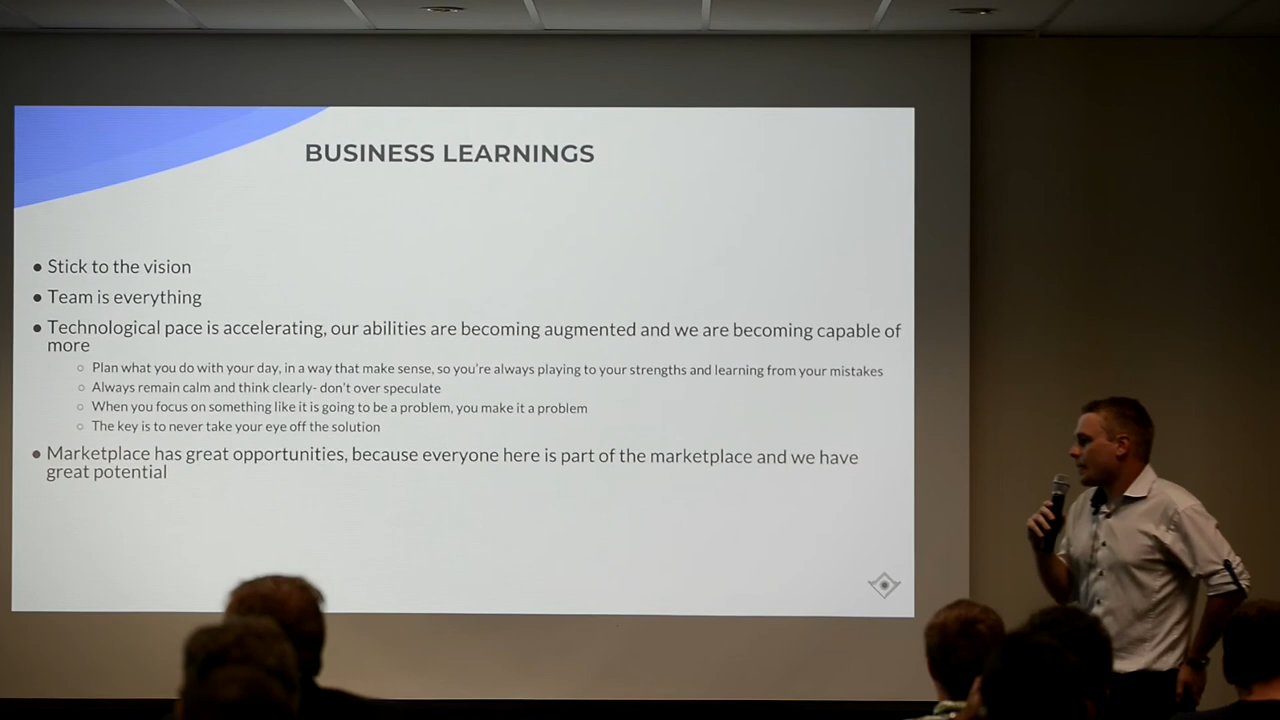 BUSINESS LEARNINGS
● Stick to the vision
● Team is everything
● Technological pace is accelerating, our abilities are becoming augmented and we are becoming capable of
more
○ Plan what you do with your day, in a way that make sense, so you're always playing to your strengths and learning from your mistakes
○ Always remain calm and think clearly- don't over speculate
○ When you focus on something like it is going to be a problem, you make it a problem
○ The key is to never take your eye off the solution
● Marketplace has great opportunities, because everyone here is part of the marketplace and we have
great potential